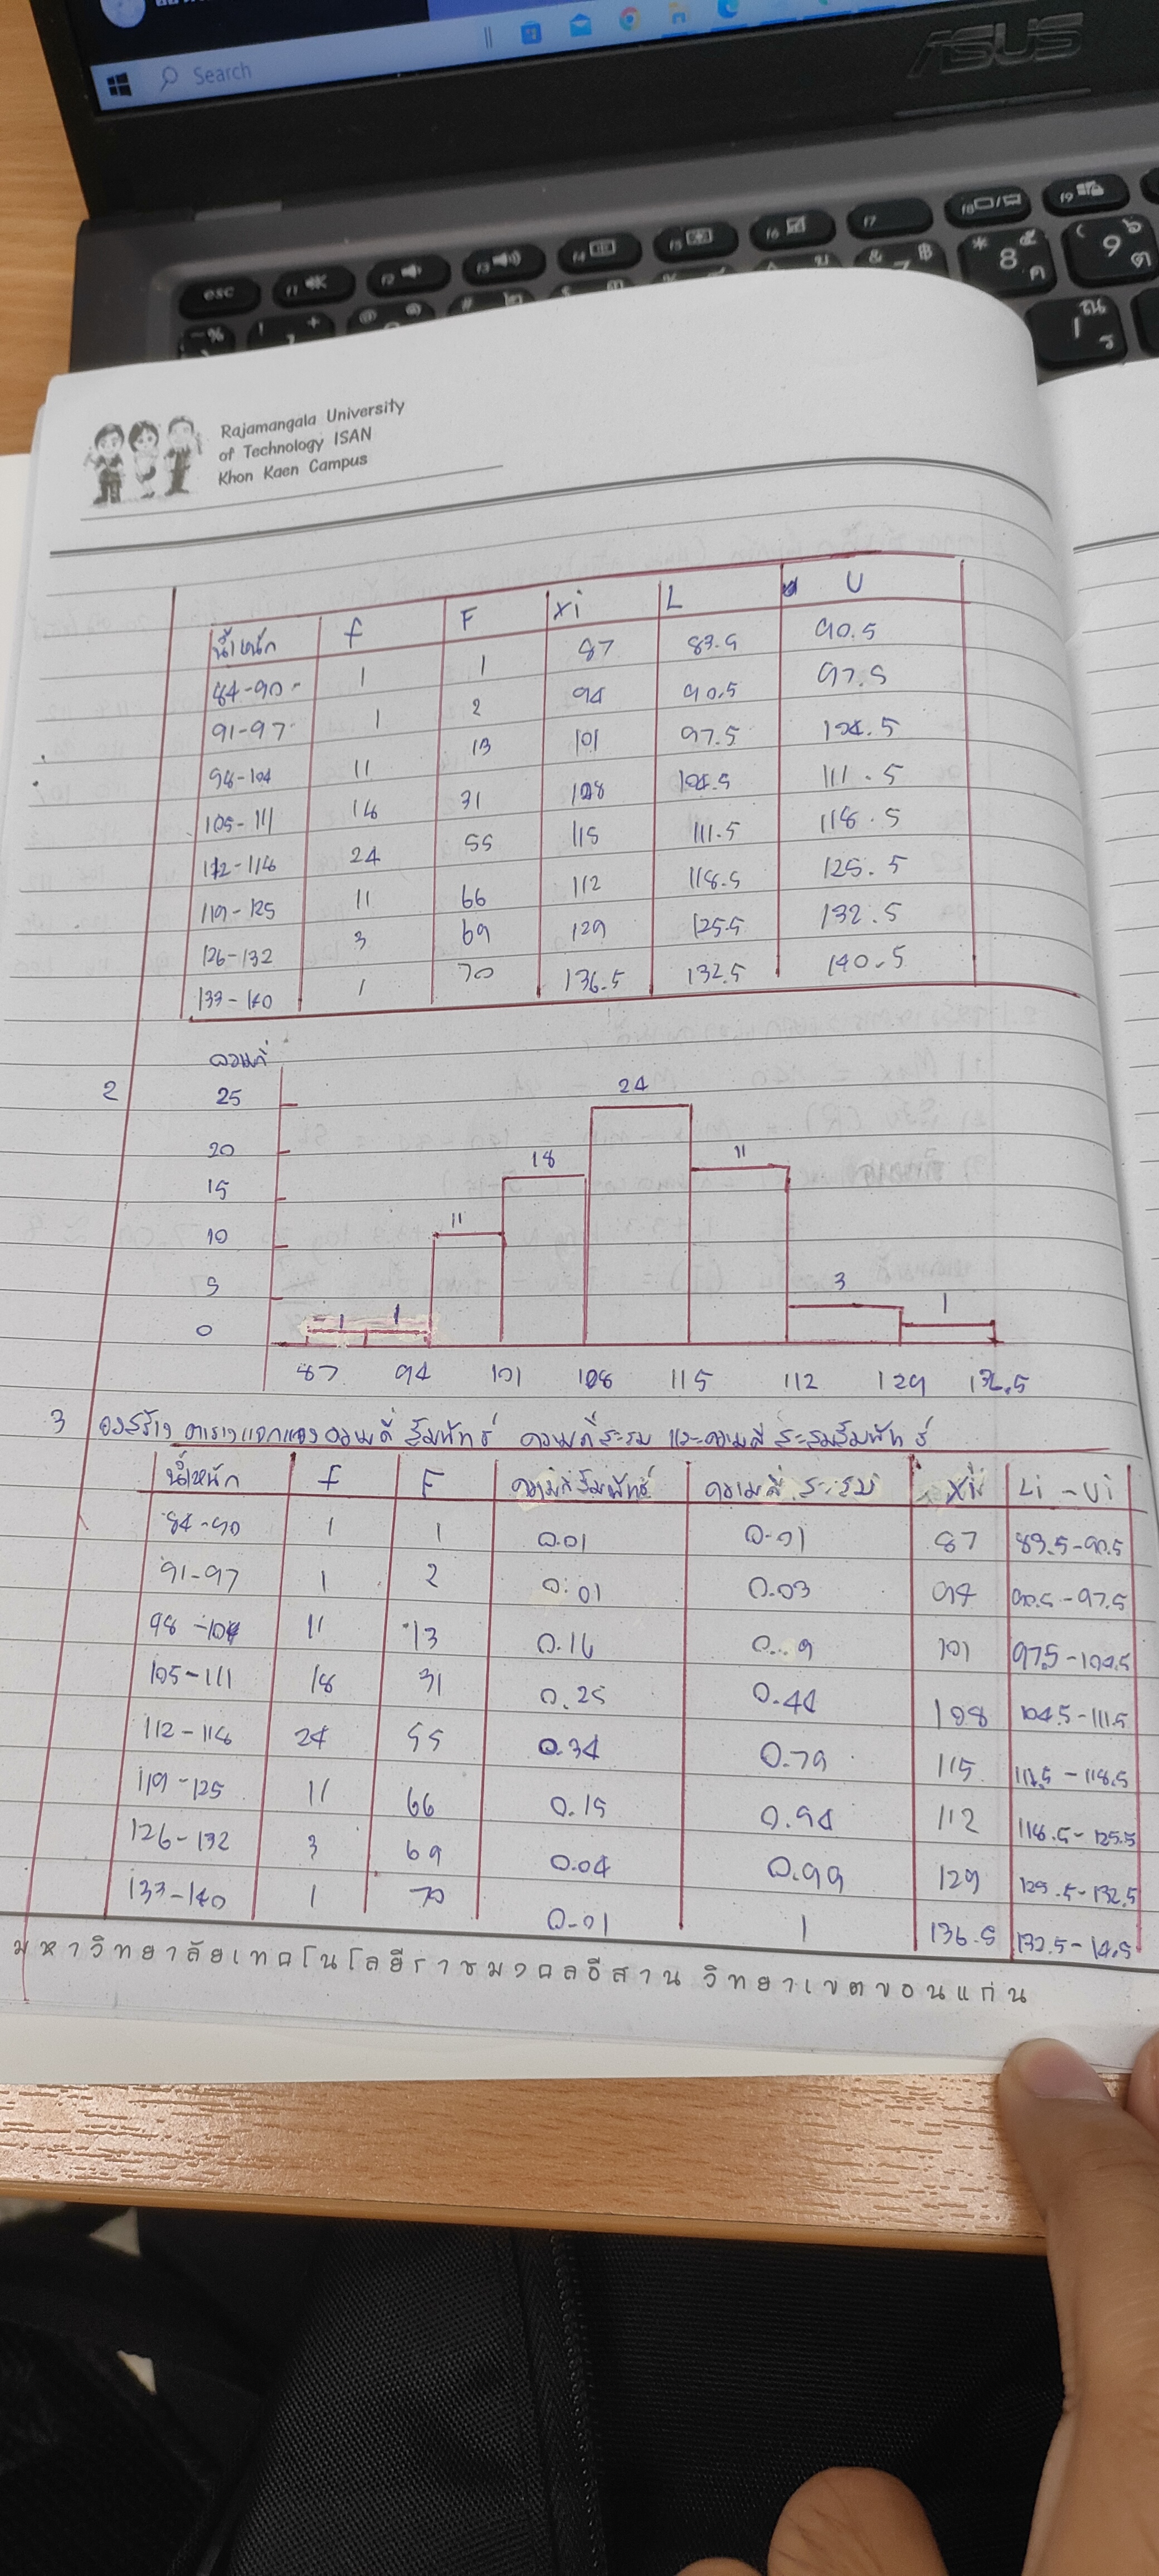 Search
ASUS
esc f1 f2 f3 f4 f5 f6 f7 f8 f9
Rajamangala University
of Technology ISAN
Khon Kaen Campus
น้ำหนัก f F xi L U
84-90 1 1 87 83.5 90.5
91-97 1 2 94 90.5 97.5
98-104 11 13 101 97.5 104.5
105-111 18 31 108 104.5 111.5
112-118 24 55 115 111.5 118.5
119-125 11 66 112 118.5 125.5
126-132 3 69 129 125.5 132.5
133-140 1 70 136.5 132.5 140.5
2 ความถี่
25 24
20
15 18 11
10 11
5 3
0 1 1 1
87 94 101 108 115 112 129 136.5
3 จงสร้าง ตารางแจกแจงความถี่ สัมพัทธ์ ความถี่สะสม และความถี่ สะสมสัมพัทธ์
น้ำหนัก f F ความถี่สัมพัทธ์ ความถี่ สะสม xi Li - Ui
84-90 1 1 0.01 0.01 87 83.5-90.5
91-97 1 2 0.01 0.03 94 90.5-97.5
98-104 11 13 0.16 101 97.5-104.5
105-111 18 31 0.25 0.44 108 104.5-111.5
112-118 24 55 0.34 0.79 115 111.5-118.5
119-125 11 66 0.15 0.94 112 118.5-125.5
126-132 3 69 0.04 0.99 129 125.5-132.5
133-140 1 70 0.01 1 136.5 132.5-14.5
มหาวิทยาลัยเทคโนโลยีราชมงคลอีสาน วิทยาเขตขอนแก่น